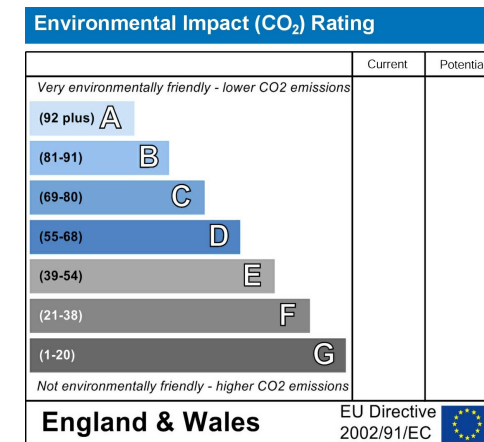 Environmental Impact (CO₂) Rating
Current Potentia
Very environmentally friendly - lower CO2 emissions
(92 plus) A
(81-91) B
(69-80) C
(55-68) D
(39-54) E
(21-38) F
(1-20) G
Not environmentally friendly - higher CO2 emissions
England & Wales
EU Directive
2002/91/EC